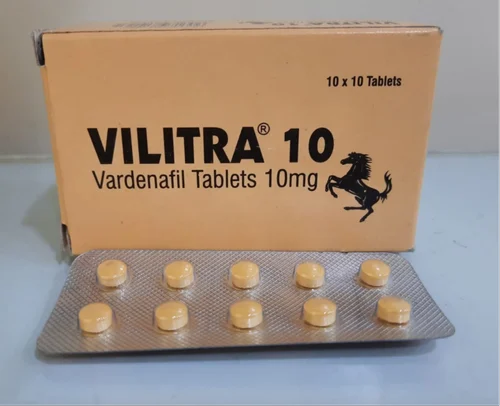 10 x 10 Tablets
VILITRA® 10
Vardenafil Tablets 10mg